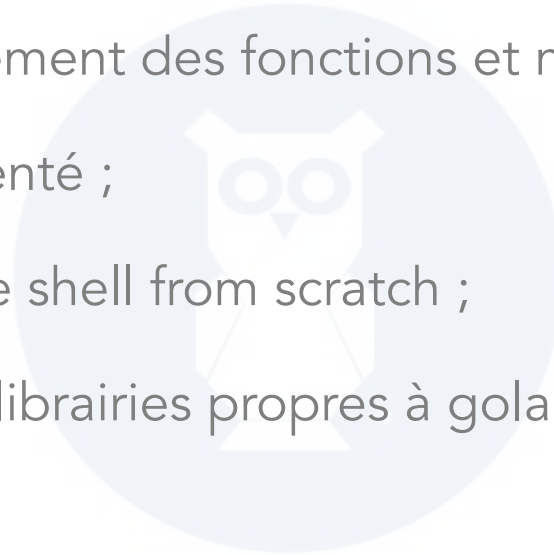 ement des fonctions et
enté ;
e shell from scratch ;
librairies propres à gola